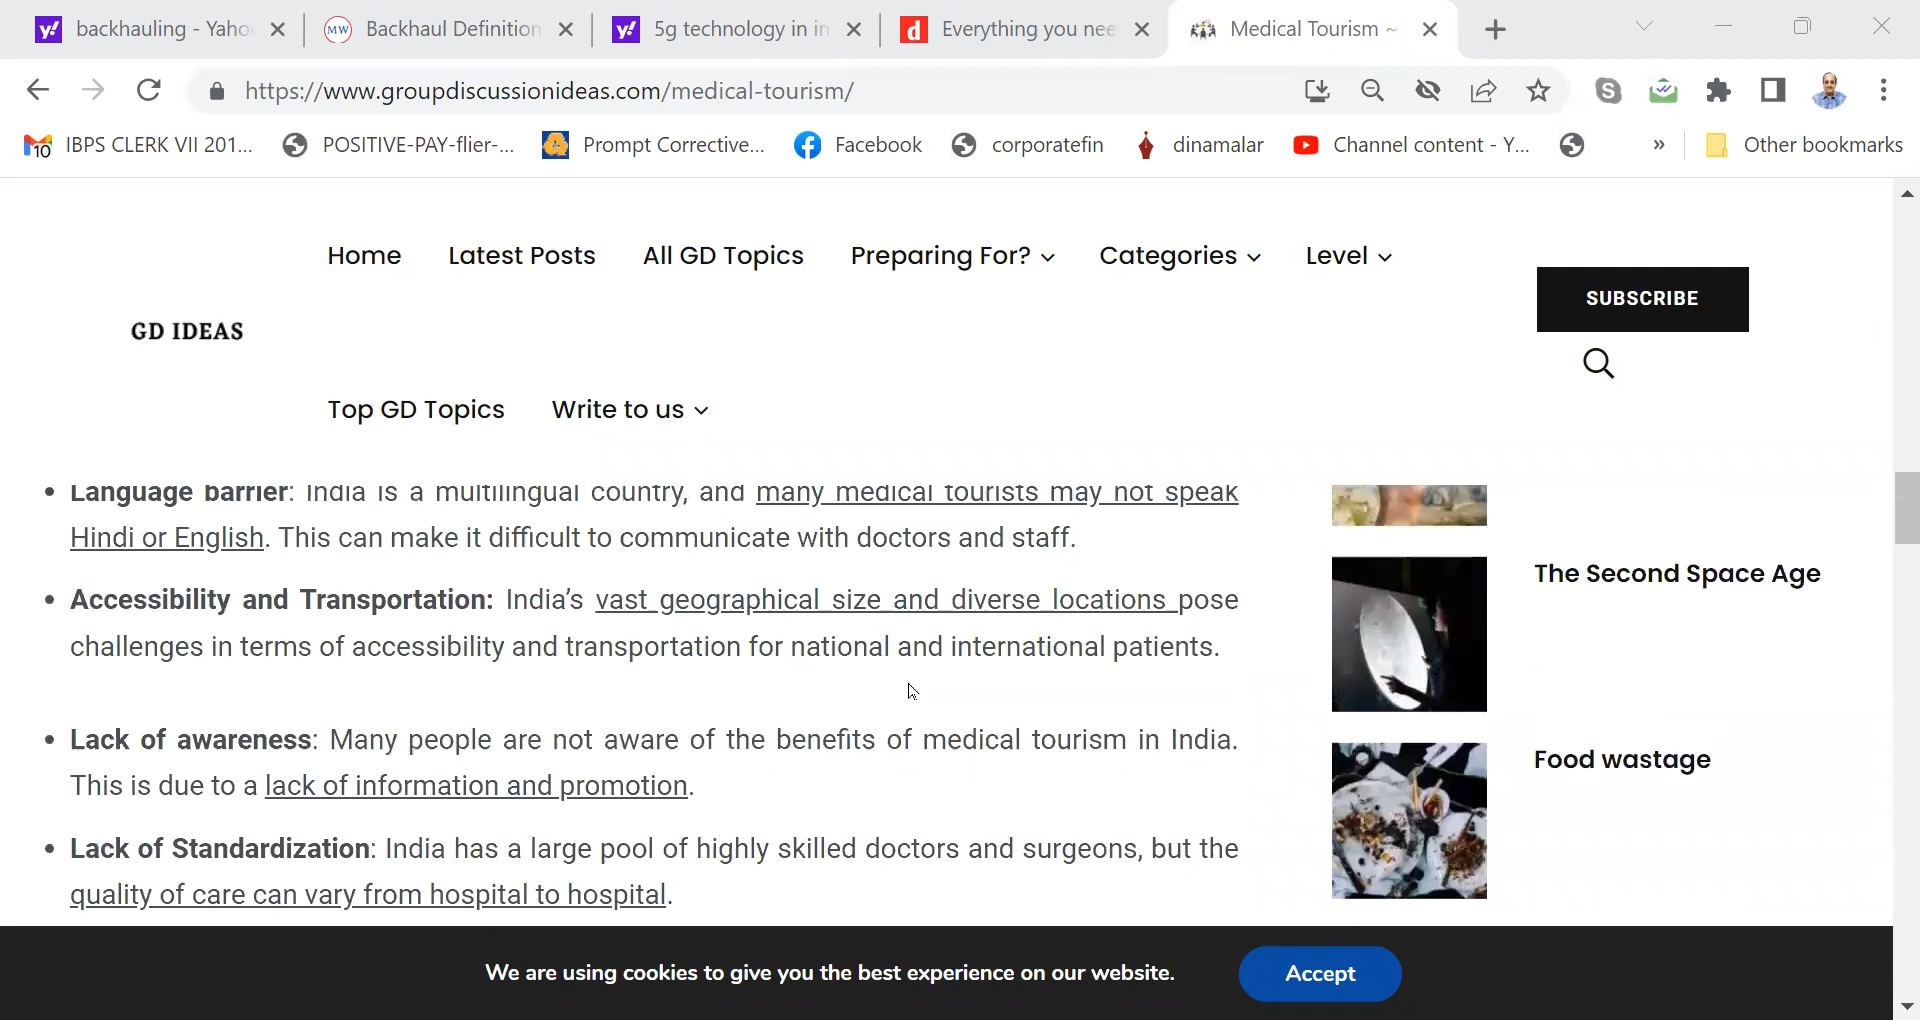 backhauling - Yaho
Backhaul Definition
5g technology in in
Everything you nee
Medical Tourism ~
https://www.groupdiscussionideas.com/medical-tourism/
IBPS CLERK VII 201...
POSITIVE-PAY-flier-...
Prompt Corrective...
Facebook
corporatefin
dinamalar
Channel content - Y...
»
Other bookmarks
Home
Latest Posts
All GD Topics
Preparing For?
Categories
Level
SUBSCRIBE
GD IDEAS
Top GD Topics
Write to us
• Language barrier: India is a multilingual country, and many medical tourists may not speak
Hindi or English. This can make it difficult to communicate with doctors and staff.
• Accessibility and Transportation: India’s vast geographical size and diverse locations pose
challenges in terms of accessibility and transportation for national and international patients.
• Lack of awareness: Many people are not aware of the benefits of medical tourism in India.
This is due to a lack of information and promotion.
• Lack of Standardization: India has a large pool of highly skilled doctors and surgeons, but the
quality of care can vary from hospital to hospital.
The Second Space Age
Food wastage
We are using cookies to give you the best experience on our website.
Accept